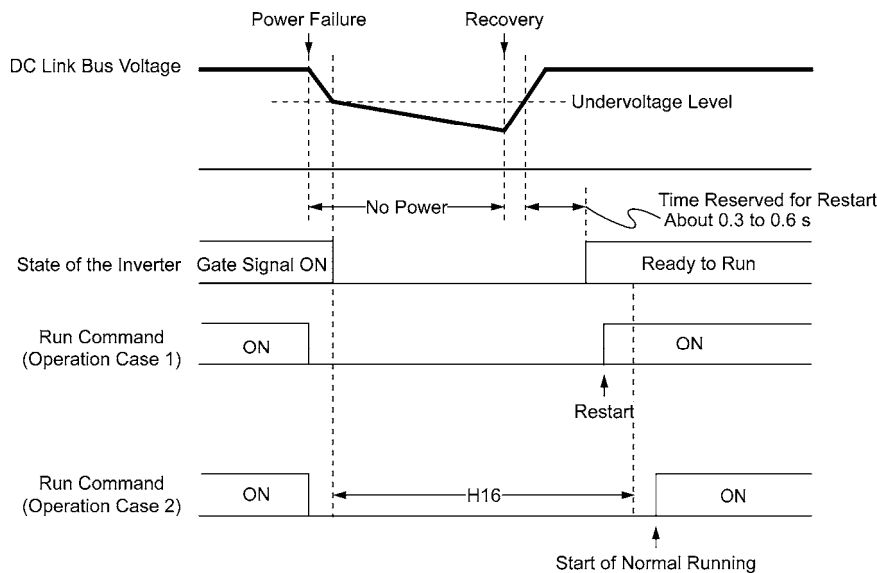 Power Failure
Recovery
DC Link Bus Voltage
Undervoltage Level
No Power
Time Reserved for Restart
About 0.3 to 0.6 s
State of the Inverter
Gate Signal ON
Ready to Run
Run Command
(Operation Case 1)
ON
ON
Restart
Run Command
(Operation Case 2)
ON
H16
ON
Start of Normal Running